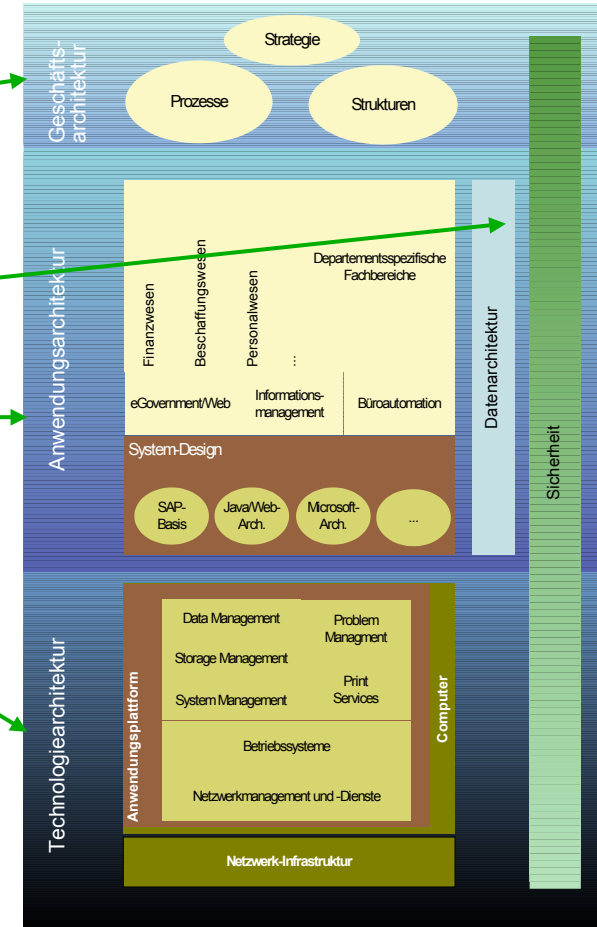 Geschäfts-
architektur
Strategie
Prozesse
Strukturen
Anwendungsarchitektur
Finanzwesen
Beschaffungswesen
Personalwesen
...
Departementsspezifische
Fachbereiche
eGovernment/Web
Informations-
management
Büroautomation
System-Design
SAP-
Basis
Java/Web-
Arch.
Microsoft-
Arch.
...
Datenarchitektur
Sicherheit
Technologiearchitektur
Anwendungsplattform
Data Management
Storage Management
System Management
Problem
Managment
Print
Services
Betriebssysteme
Netzwerkmanagement und -Dienste
Computer
Netzwerk-Infrastruktur